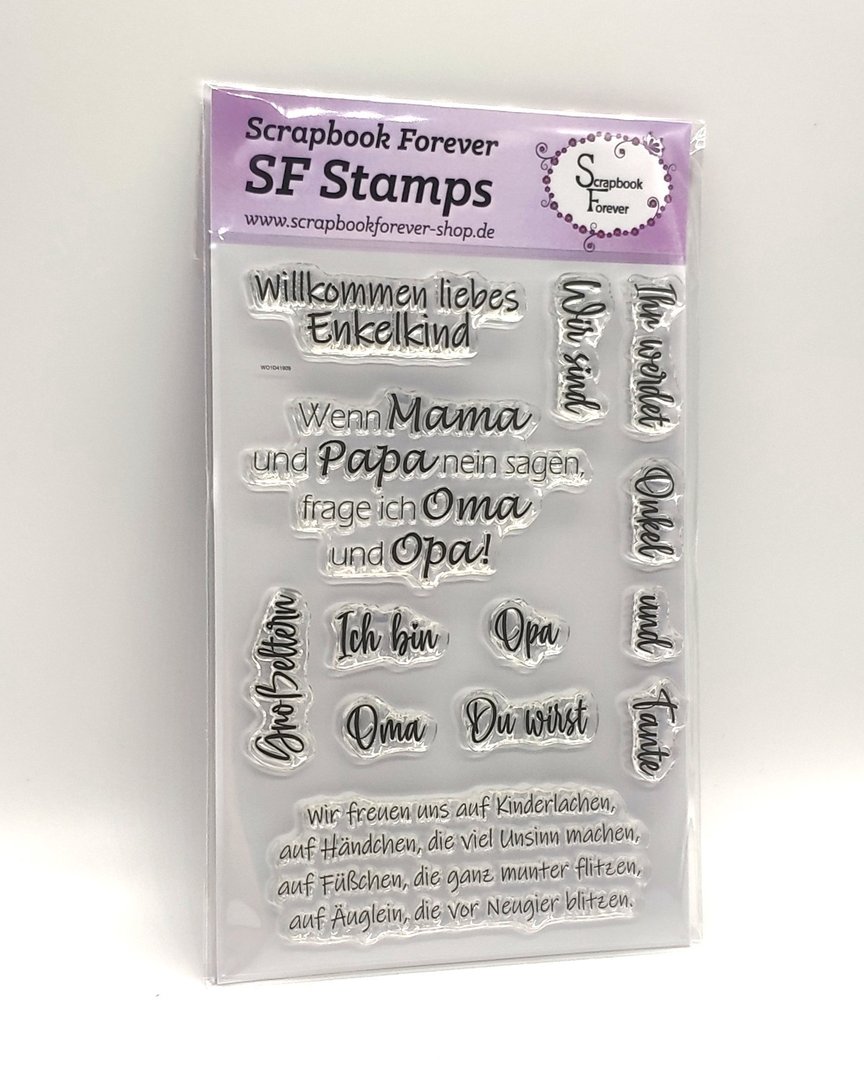 Scrapbook Forever
SF Stamps
www.scrapbookforever-shop.de
Scrapbook
Forever
Willkommen liebes
Enkelkind
Wir sind
Ihr werdet
Wenn Mama
und Papa nein sagen,
frage ich Oma
und Opa!
Onkel
und
Tante
Großeltern
Ich bin
Opa
Oma
Du wirst
Wir freuen uns auf Kinderlachen,
auf Händchen, die viel Unsinn machen,
auf Füßchen, die ganz munter flitzen,
auf Äuglein, die vor Neugier blitzen.